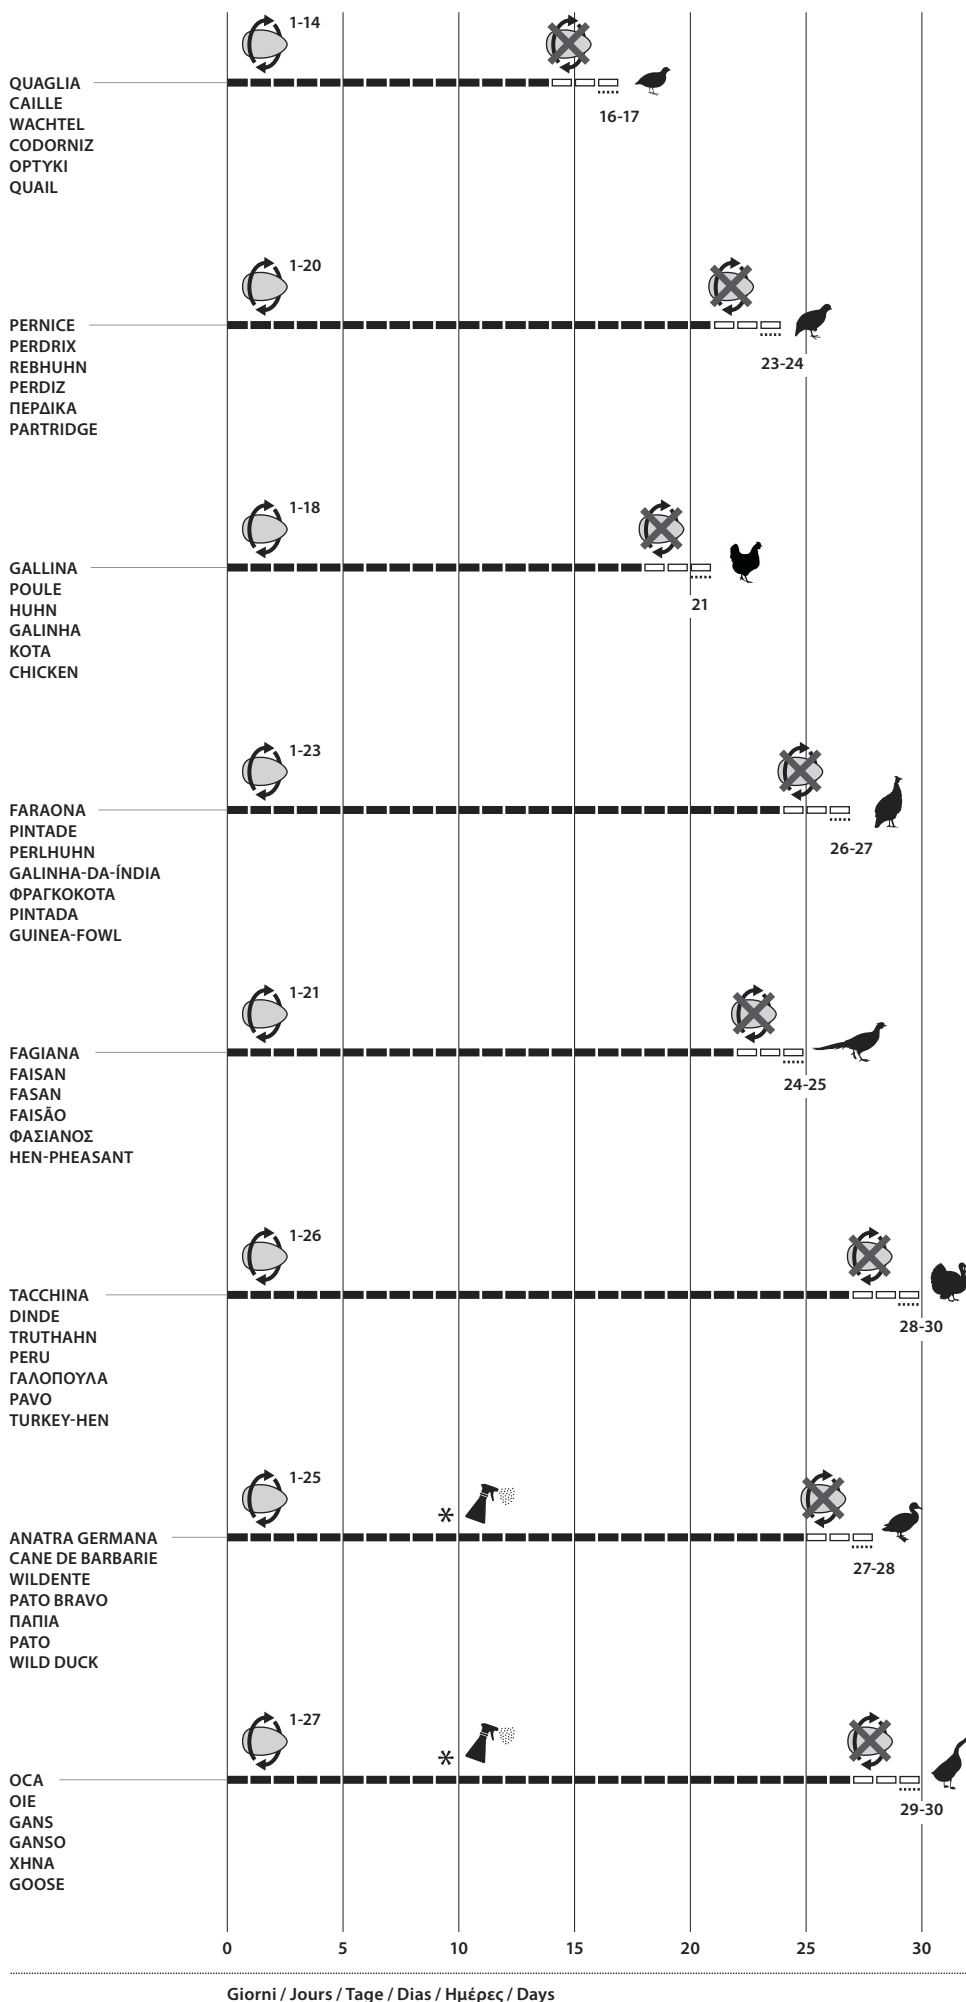 1-14
QUAGLIA
CAILLE
WACHTEL
CODORNIZ
ΟΡΤΥΚΙ
QUAIL
16-17
1-20
PERNICE
PERDRIX
REBHUHN
PERDIZ
ΠΕΡΔΙΚΑ
PARTRIDGE
23-24
1-18
GALLINA
POULE
HUHN
GALINHA
ΚΟΤΑ
CHICKEN
21
1-23
FARAONA
PINTADE
PERLHUHN
GALINHA-DA-ÍNDIA
ΦΡΑΓΚΟΚΟΤΑ
PINTADA
GUINEA-FOWL
26-27
1-21
FAGIANA
FAISAN
FASAN
FAISÃO
ΦΑΣΙΑΝΟΣ
HEN-PHEASANT
24-25
1-26
TACCHINA
DINDE
TRUTHAHN
PERU
ΓΑΛΟΠΟΥΛΑ
PAVO
TURKEY-HEN
28-30
1-25
*
ANATRA GERMANA
CANE DE BARBARIE
WILDENTE
PATO BRAVO
ΠΑΠΙΑ
PATO
WILD DUCK
27-28
1-27
*
OCA
OIE
GANS
GANSO
ΧΗΝΑ
GOOSE
29-30
0 5 10 15 20 25 30
Giorni / Jours / Tage / Dias / Ημέρες / Days